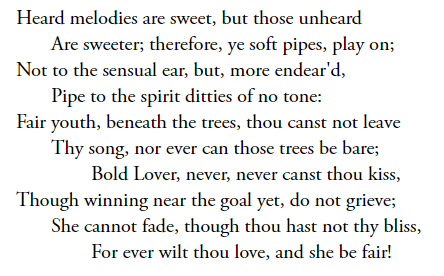 Heard melodies are sweet, but those unheard
Are sweeter; therefore, ye soft pipes, play on;
Not to the sensual ear, but, more endear'd,
Pipe to the spirit ditties of no tone:
Fair youth, beneath the trees, thou canst not leave
Thy song, nor ever can those trees be bare;
Bold Lover, never, never canst thou kiss,
Though winning near the goal yet, do not grieve;
She cannot fade, though thou hast not thy bliss,
For ever wilt thou love, and she be fair!